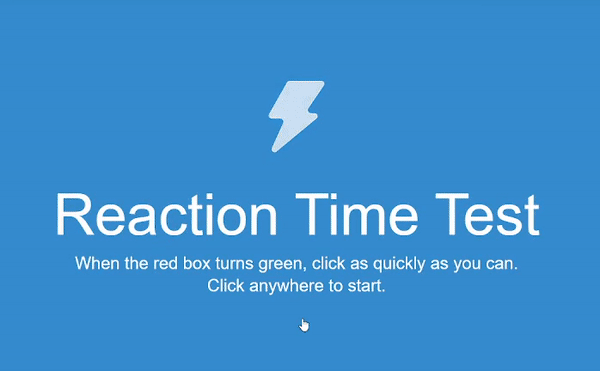 Reaction Time Test
When the red box turns green, click as quickly as you can.
Click anywhere to start.